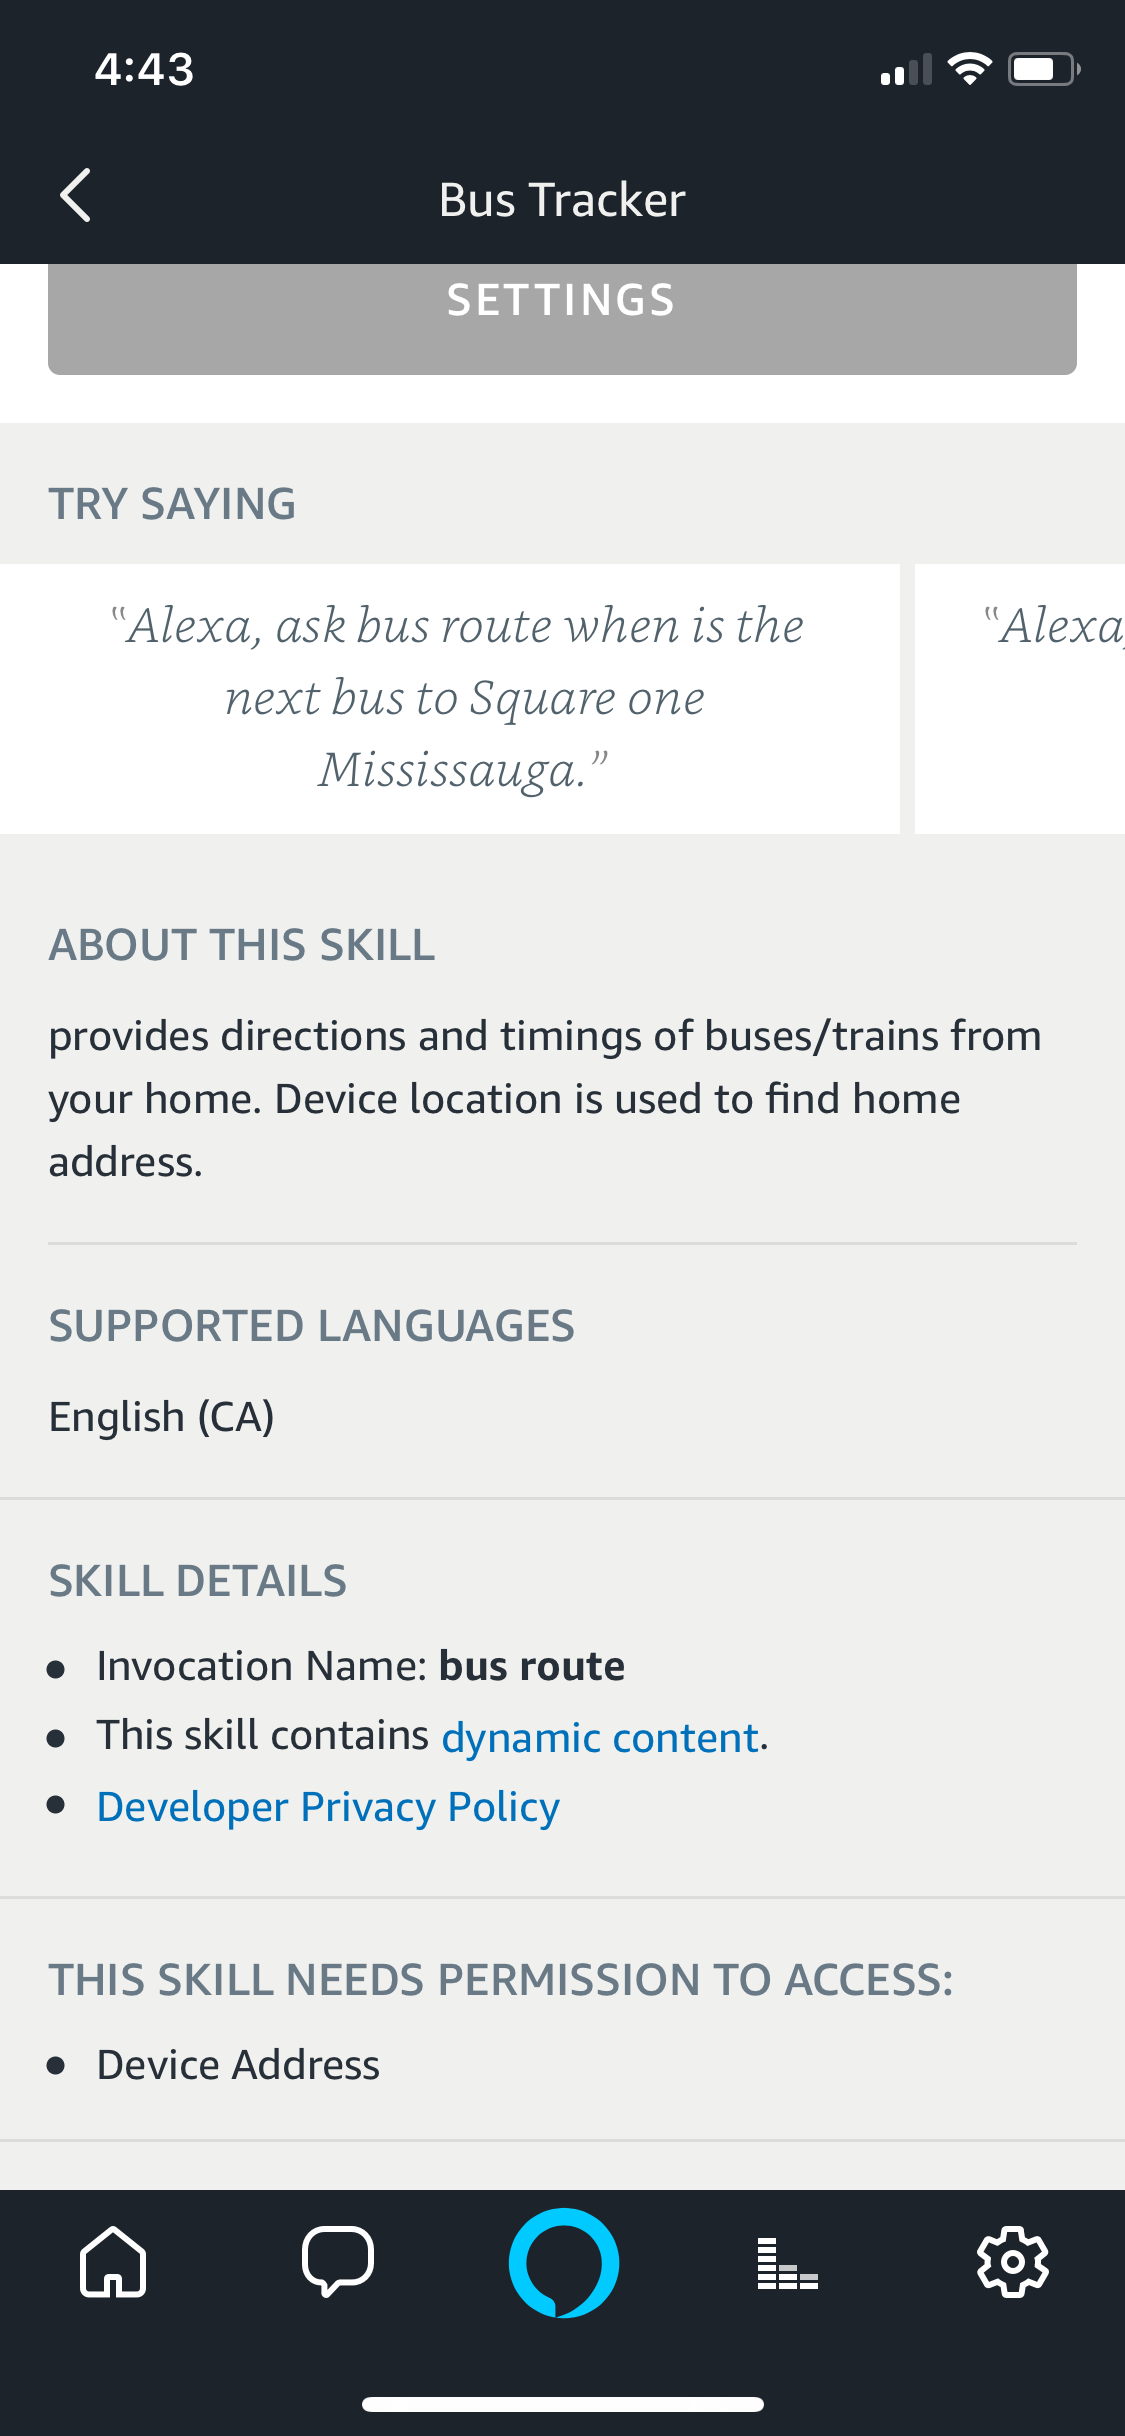 4:43
Bus Tracker
SETTINGS
TRY SAYING
“Alexa, ask bus route when is the
next bus to Square one
Mississauga.”
“Alexa,
ABOUT THIS SKILL
provides directions and timings of buses/trains from
your home. Device location is used to find home
address.
SUPPORTED LANGUAGES
English (CA)
SKILL DETAILS
• Invocation Name: bus route
• This skill contains dynamic content.
• Developer Privacy Policy
THIS SKILL NEEDS PERMISSION TO ACCESS:
• Device Address